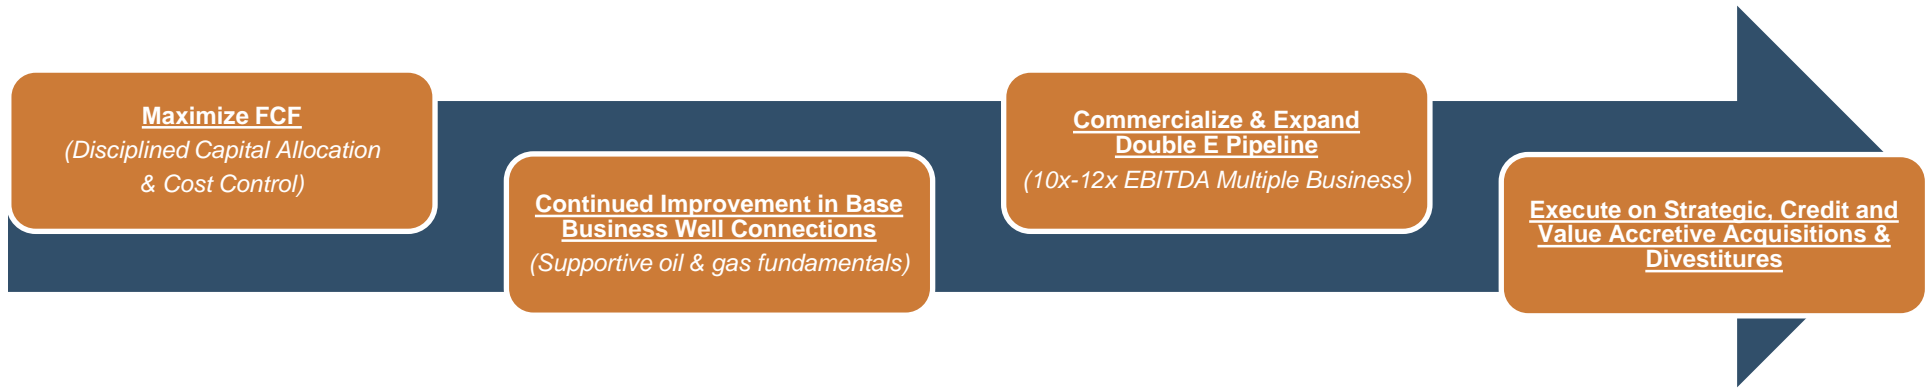 Maximize FCF
(Disciplined Capital Allocation
& Cost Control)
Continued Improvement in Base
Business Well Connections
(Supportive oil & gas fundamentals)
Commercialize & Expand
Double E Pipeline
(10x-12x EBITDA Multiple Business)
Execute on Strategic, Credit and
Value Accretive Acquisitions &
Divestitures